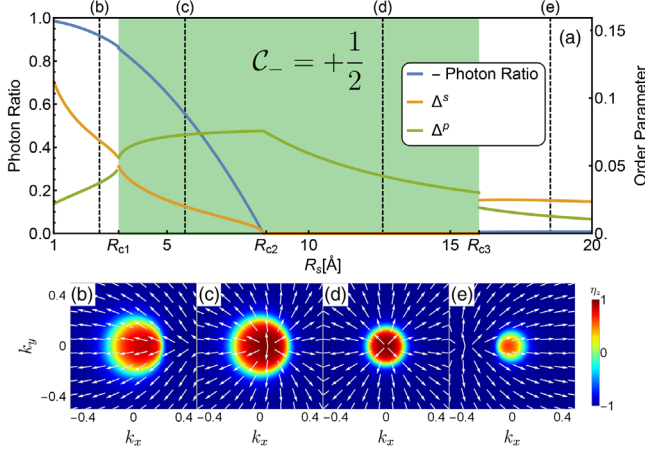 (b) (c) (d) (e)
1.0 0.8 0.6 0.4 0.2 0.0
Photon Ratio
(a)
C₋ = +1/2
– Photon Ratio
Δˢ
Δᵖ
0.15 0.1 0.05 0
Order Parameter
1 R_c1 5 R_c2 10 15 R_c3 20
R_s[Å]
(b) (c) (d) (e)
0.4
0
-0.4
k_y
−0.4 0 0.4 −0.4 0 0.4 −0.4 0 0.4 −0.4 0 0.4
k_x k_x k_x k_x
η_z
1
0
−1